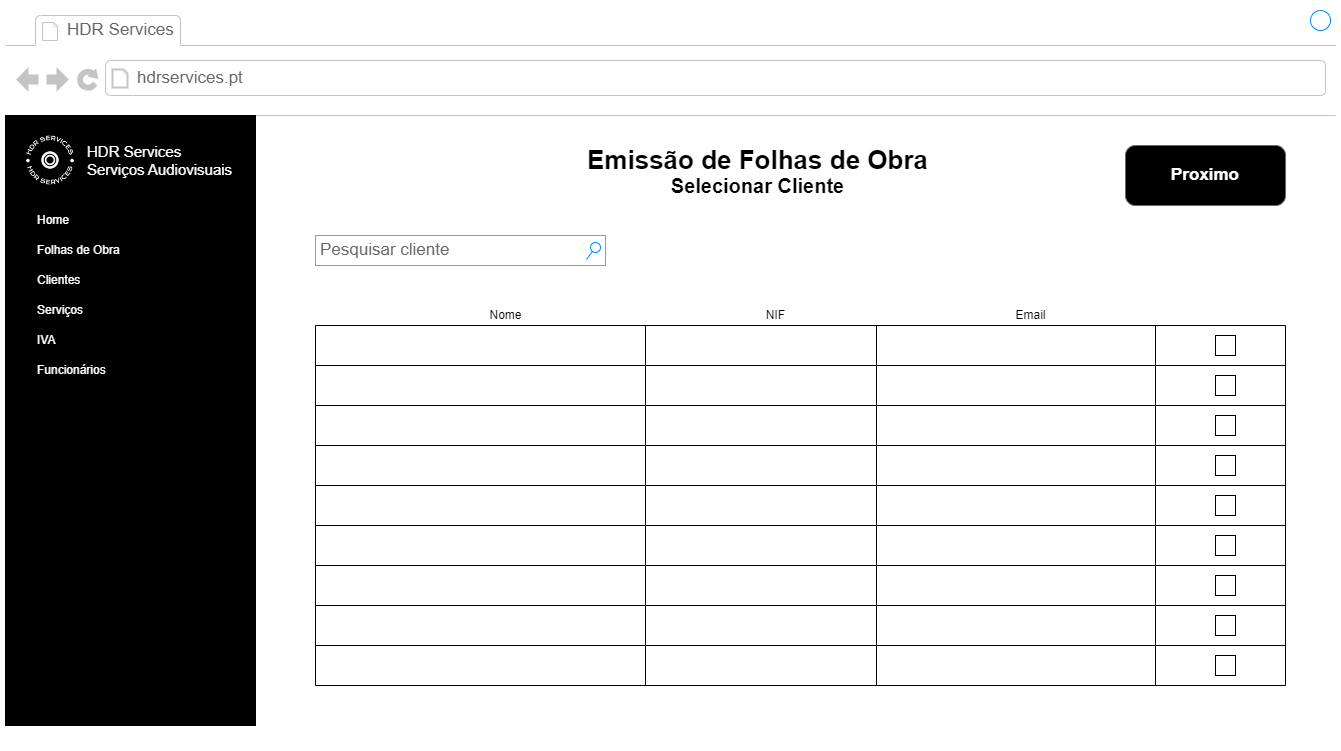 HDR Services
hdrservices.pt
HDR SERVICES
HDR SERVICES
HDR Services
Serviços Audiovisuais
Home
Folhas de Obra
Clientes
Serviços
IVA
Funcionários
Emissão de Folhas de Obra
Selecionar Cliente
Proximo
Pesquisar cliente
Nome NIF Email